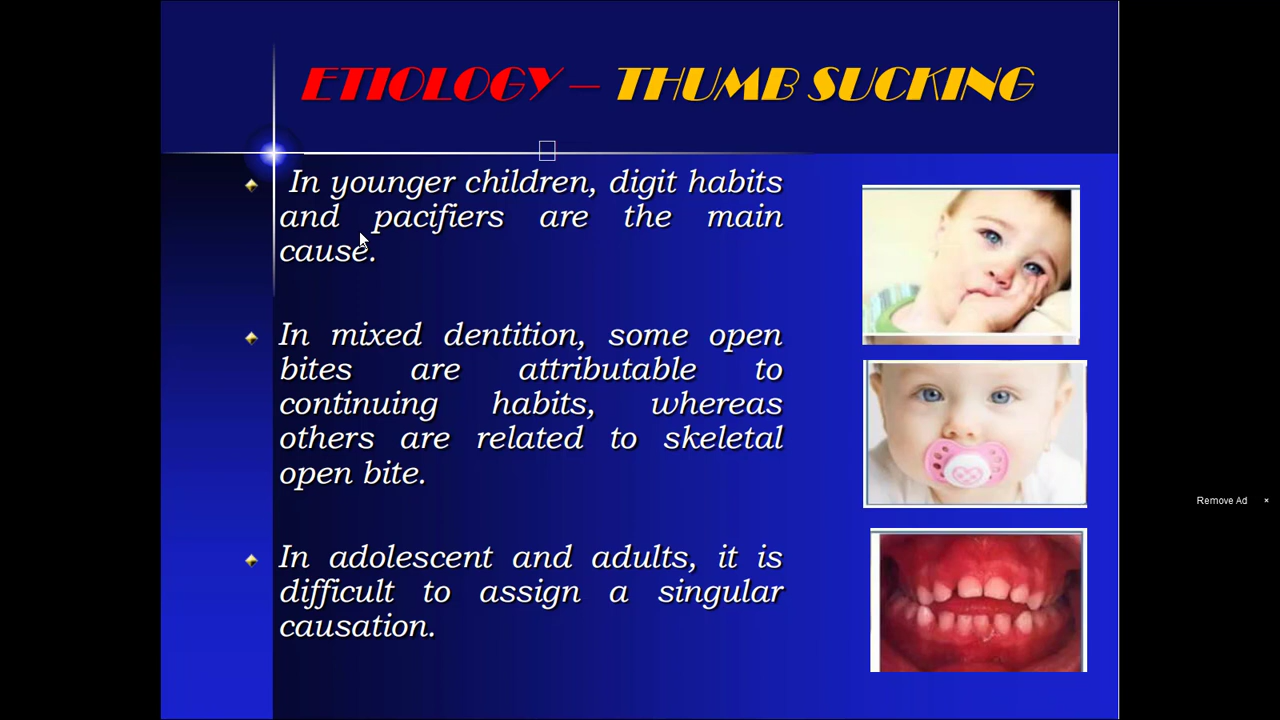 ETIOLOGY – THUMB SUCKING
In younger children, digit habits
and pacifiers are the main
cause.
In mixed dentition, some open
bites are attributable to
continuing habits, whereas
others are related to skeletal
open bite.
In adolescent and adults, it is
difficult to assign a singular
causation.
Remove Ad ×